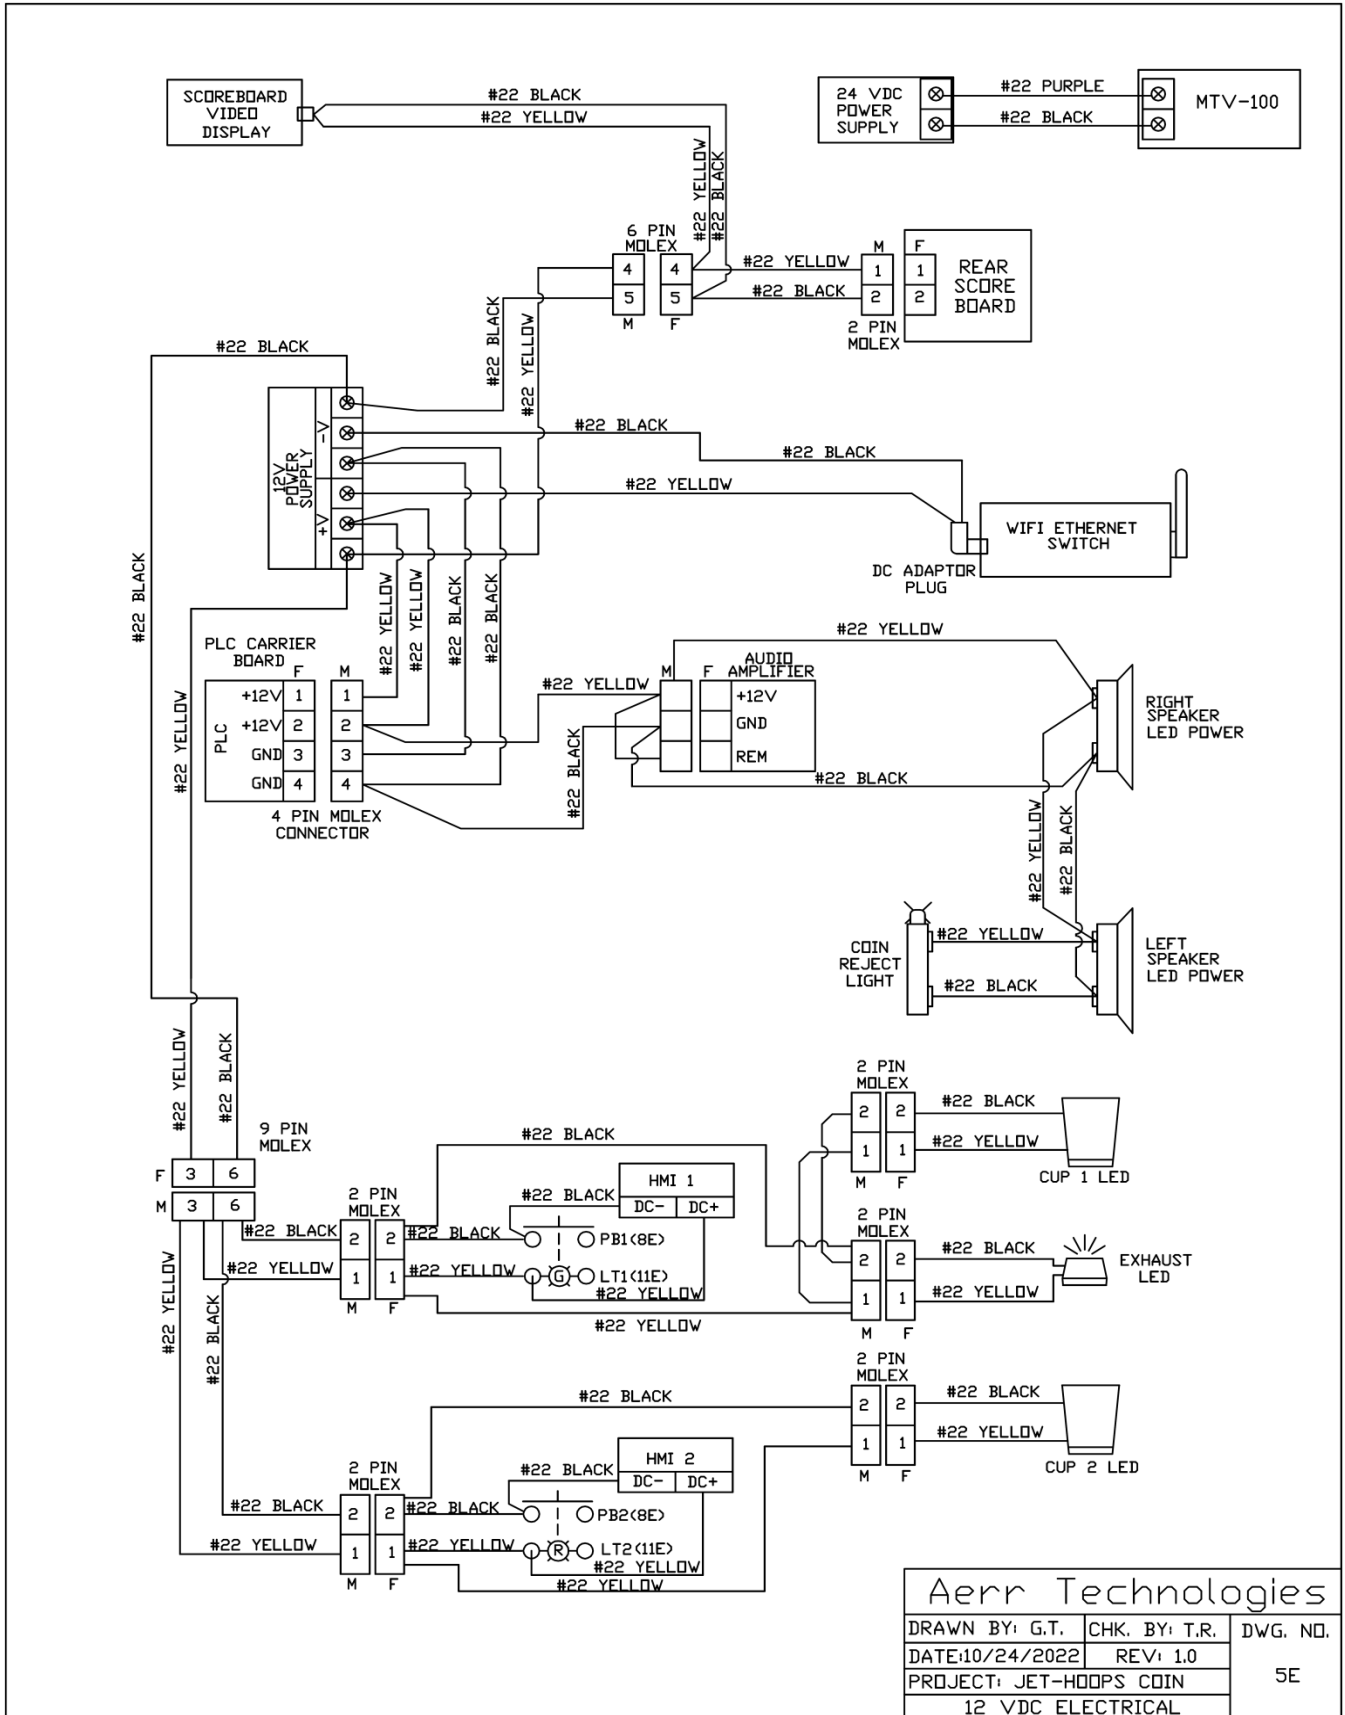 SCOREBOARD
VIDEO
DISPLAY
#22 BLACK
#22 YELLOW
24 VDC
POWER
SUPPLY
#22 PURPLE
#22 BLACK
MTV-100
#22 YELLOW
#22 BLACK
6 PIN
MOLEX
4
5
M
4
5
F
#22 YELLOW
#22 BLACK
M
1
2
2 PIN
MOLEX
F
1
2
REAR
SCORE
BOARD
#22 BLACK
#22 BLACK
#22 YELLOW
12V
POWER
SUPPLY
-V
+V
#22 BLACK
#22 BLACK
#22 YELLOW
WIFI ETHERNET
SWITCH
DC ADAPTOR
PLUG
#22 BLACK
#22 YELLOW
#22 YELLOW
#22 YELLOW
#22 BLACK
#22 BLACK
PLC CARRIER
BOARD
F
M
PLC
+12V 1
+12V 2
GND 3
GND 4
1
2
3
4
4 PIN MOLEX
CONNECTOR
#22 YELLOW
#22 BLACK
M
F
AUDIO
AMPLIFIER
+12V
GND
REM
#22 YELLOW
#22 BLACK
RIGHT
SPEAKER
LED POWER
#22 YELLOW
#22 BLACK
COIN
REJECT
LIGHT
#22 YELLOW
#22 BLACK
LEFT
SPEAKER
LED POWER
#22 YELLOW
#22 BLACK
9 PIN
MOLEX
F 3 6
M 3 6
#22 YELLOW
#22 BLACK
#22 BLACK
#22 YELLOW
2 PIN
MOLEX
2
1
M
2
1
F
#22 BLACK
#22 BLACK
#22 BLACK
#22 YELLOW
HMI 1
DC- DC+
PB1(8E)
G
LT1(11E)
#22 YELLOW
#22 YELLOW
2 PIN
MOLEX
2
1
M
2
1
F
#22 BLACK
#22 YELLOW
CUP 1 LED
2 PIN
MOLEX
2
1
M
2
1
F
#22 BLACK
#22 YELLOW
EXHAUST
LED
2 PIN
MOLEX
2
1
M
2
1
F
#22 BLACK
#22 YELLOW
CUP 2 LED
#22 BLACK
#22 YELLOW
2 PIN
MOLEX
2
1
M
2
1
F
#22 BLACK
#22 BLACK
#22 BLACK
#22 YELLOW
HMI 2
DC- DC+
PB2(8E)
R
LT2(11E)
#22 YELLOW
#22 YELLOW
Aerr Technologies
DRAWN BY: G.T.
CHK. BY: T.R.
DWG. NO.
DATE:10/24/2022
REV: 1.0
5E
PROJECT: JET-HOOPS COIN
12 VDC ELECTRICAL